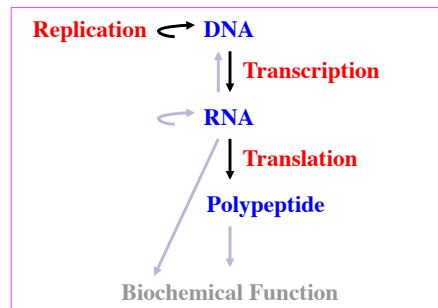 Replication DNA
Transcription
RNA
Translation
Polypeptide
Biochemical Function